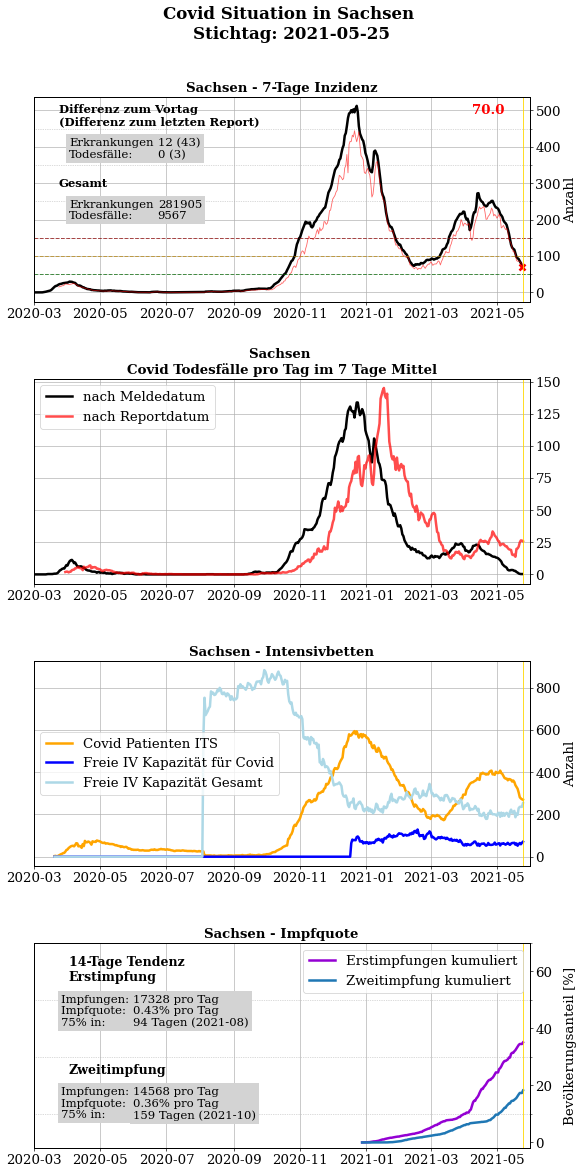 Covid Situation in Sachsen
Stichtag: 2021-05-25
Sachsen - 7-Tage Inzidenz
Differenz zum Vortag
(Differenz zum letzten Report)
Erkrankungen 12 (43)
Todesfälle: 0 (3)
Gesamt
Erkrankungen 281905
Todesfälle: 9567
70.0
500
400
300
200
100
0
Anzahl
2020-03 2020-05 2020-07 2020-09 2020-11 2021-01 2021-03 2021-05
Sachsen
Covid Todesfälle pro Tag im 7 Tage Mittel
nach Meldedatum
nach Reportdatum
150
125
100
75
50
25
0
2020-03 2020-05 2020-07 2020-09 2020-11 2021-01 2021-03 2021-05
Sachsen - Intensivbetten
Covid Patienten ITS
Freie IV Kapazität für Covid
Freie IV Kapazität Gesamt
800
600
400
200
0
Anzahl
2020-03 2020-05 2020-07 2020-09 2020-11 2021-01 2021-03 2021-05
Sachsen - Impfquote
14-Tage Tendenz
Erstimpfung
Impfungen: 17328 pro Tag
Impfquote: 0.43% pro Tag
75% in: 94 Tagen (2021-08)
Zweitimpfung
Impfungen: 14568 pro Tag
Impfquote: 0.36% pro Tag
75% in: 159 Tagen (2021-10)
Erstimpfungen kumuliert
Zweitimpfung kumuliert
60
40
20
0
Bevölkerungsanteil [%]
2020-03 2020-05 2020-07 2020-09 2020-11 2021-01 2021-03 2021-05